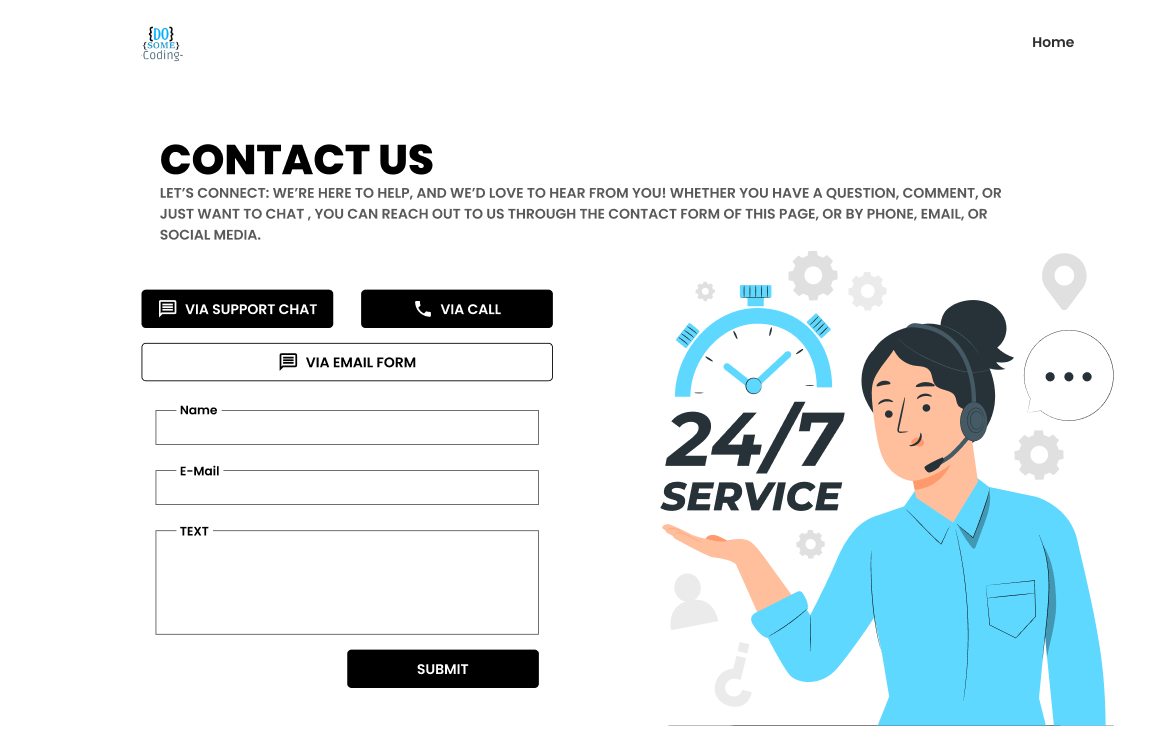 {DO}
{SOME}
Coding-
Home
CONTACT US
LET’S CONNECT: WE’RE HERE TO HELP, AND WE’D LOVE TO HEAR FROM YOU! WHETHER YOU HAVE A QUESTION, COMMENT, OR
JUST WANT TO CHAT , YOU CAN REACH OUT TO US THROUGH THE CONTACT FORM OF THIS PAGE, OR BY PHONE, EMAIL, OR
SOCIAL MEDIA.
VIA SUPPORT CHAT
VIA CALL
VIA EMAIL FORM
Name
E-Mail
TEXT
SUBMIT
24/7
SERVICE